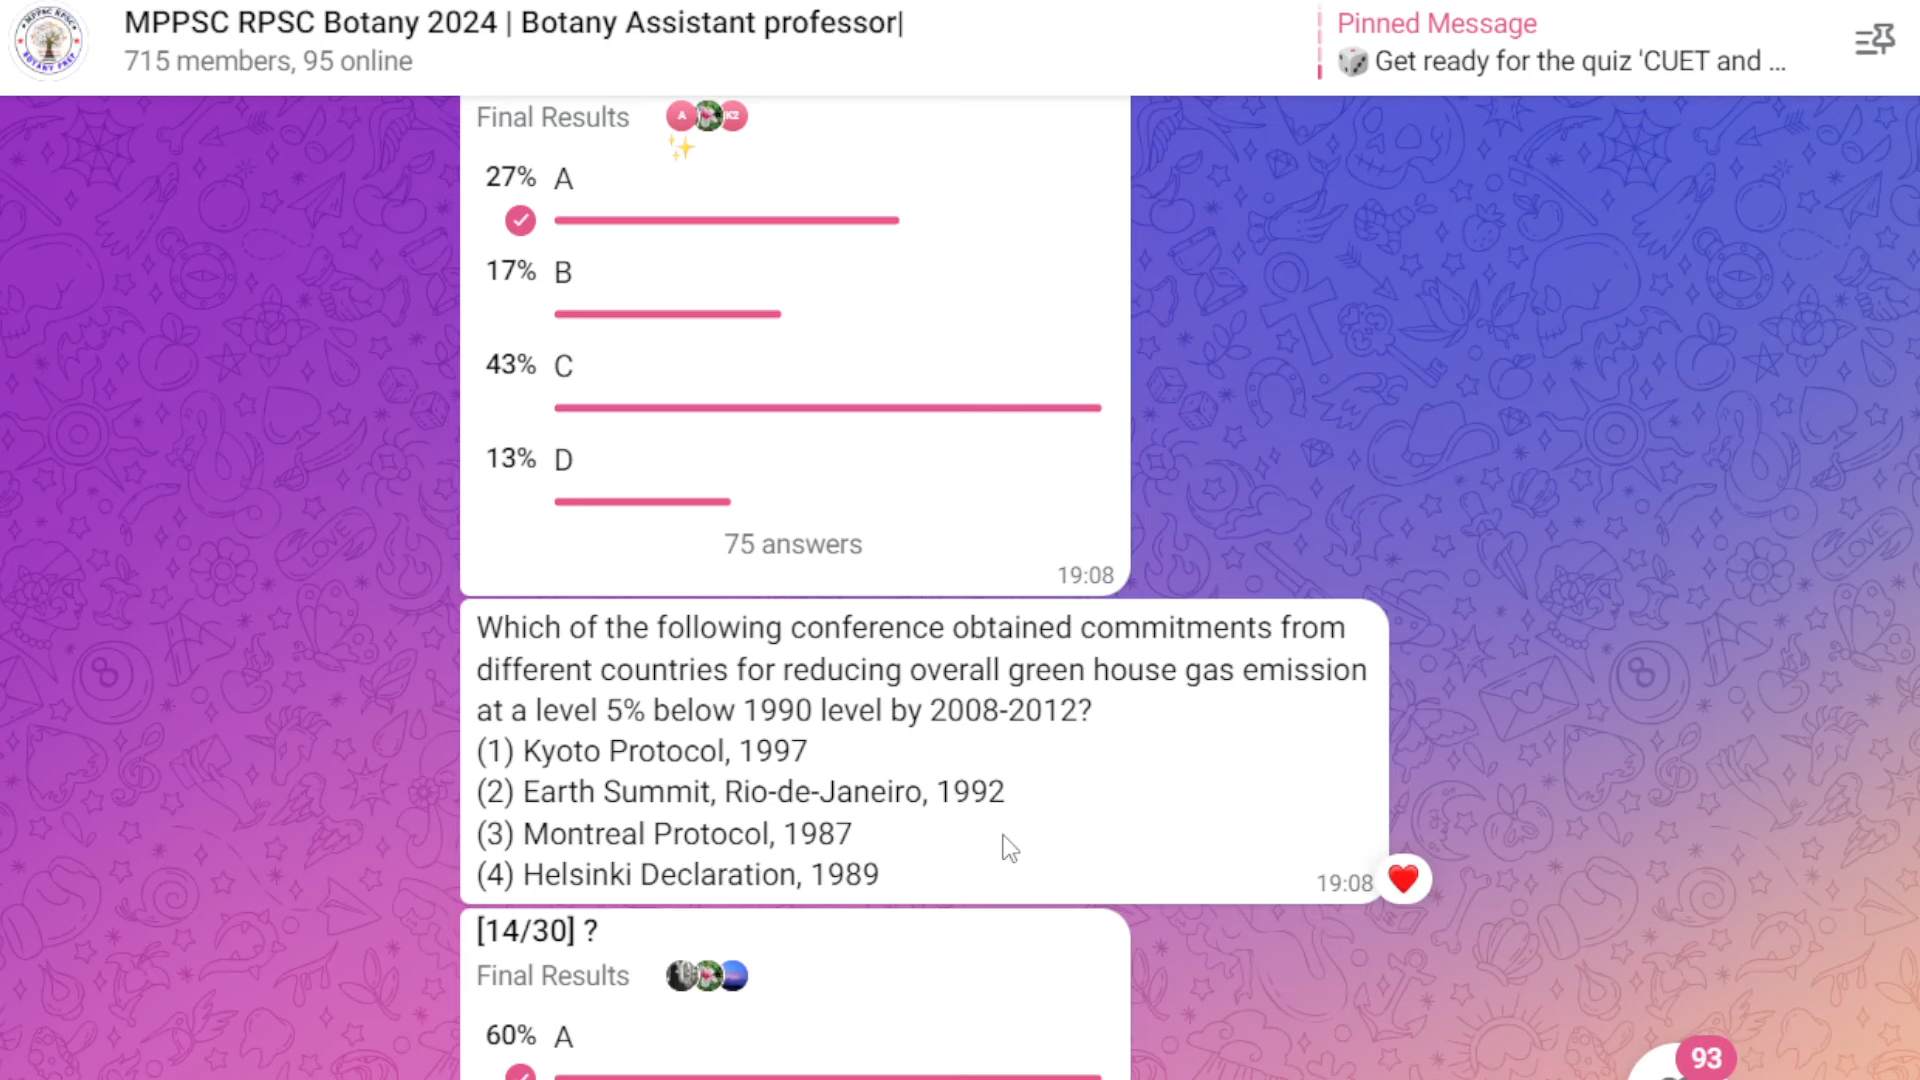 MPPSC RPSC Botany 2024 | Botany Assistant professor|
715 members, 95 online
Pinned Message
Get ready for the quiz 'CUET and ...
Final Results
A
K2
27% A
17% B
43% C
13% D
75 answers
19:08
Which of the following conference obtained commitments from
different countries for reducing overall green house gas emission
at a level 5% below 1990 level by 2008-2012?
(1) Kyoto Protocol, 1997
(2) Earth Summit, Rio-de-Janeiro, 1992
(3) Montreal Protocol, 1987
(4) Helsinki Declaration, 1989
19:08
[14/30] ?
Final Results
60% A
93